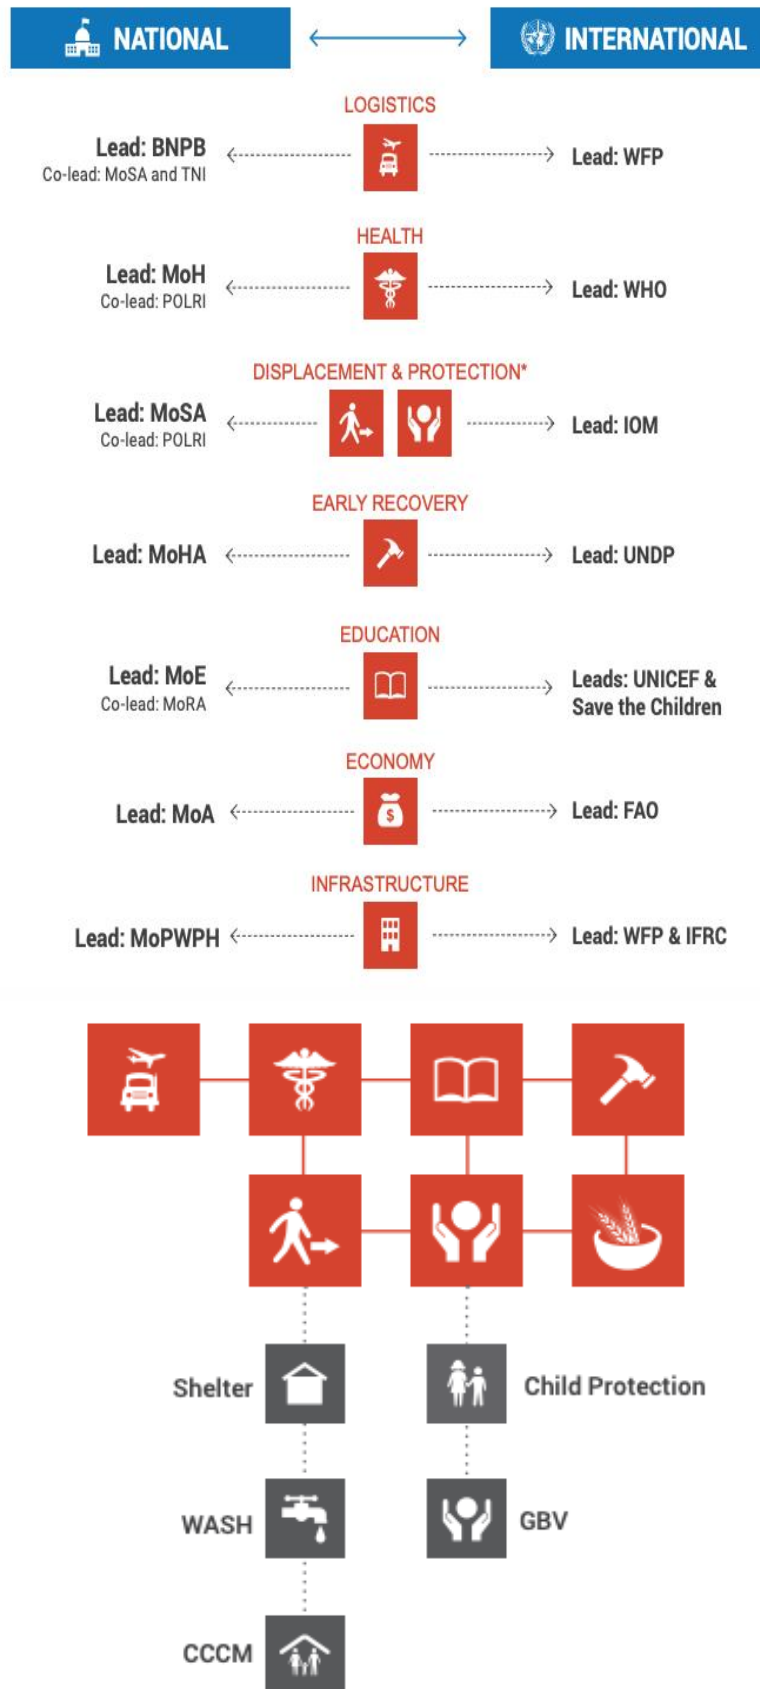 NATIONAL
INTERNATIONAL
LOGISTICS
Lead: BNPB
Co-lead: MoSA and TNI
Lead: WFP
HEALTH
Lead: MoH
Co-lead: POLRI
Lead: WHO
DISPLACEMENT & PROTECTION*
Lead: MoSA
Co-lead: POLRI
Lead: IOM
EARLY RECOVERY
Lead: MoHA
Lead: UNDP
EDUCATION
Lead: MoE
Co-lead: MoRA
Leads: UNICEF &
Save the Children
ECONOMY
Lead: MoA
$
Lead: FAO
INFRASTRUCTURE
Lead: MoPWPH
Lead: WFP & IFRC
Shelter
Child Protection
WASH
GBV
CCCM